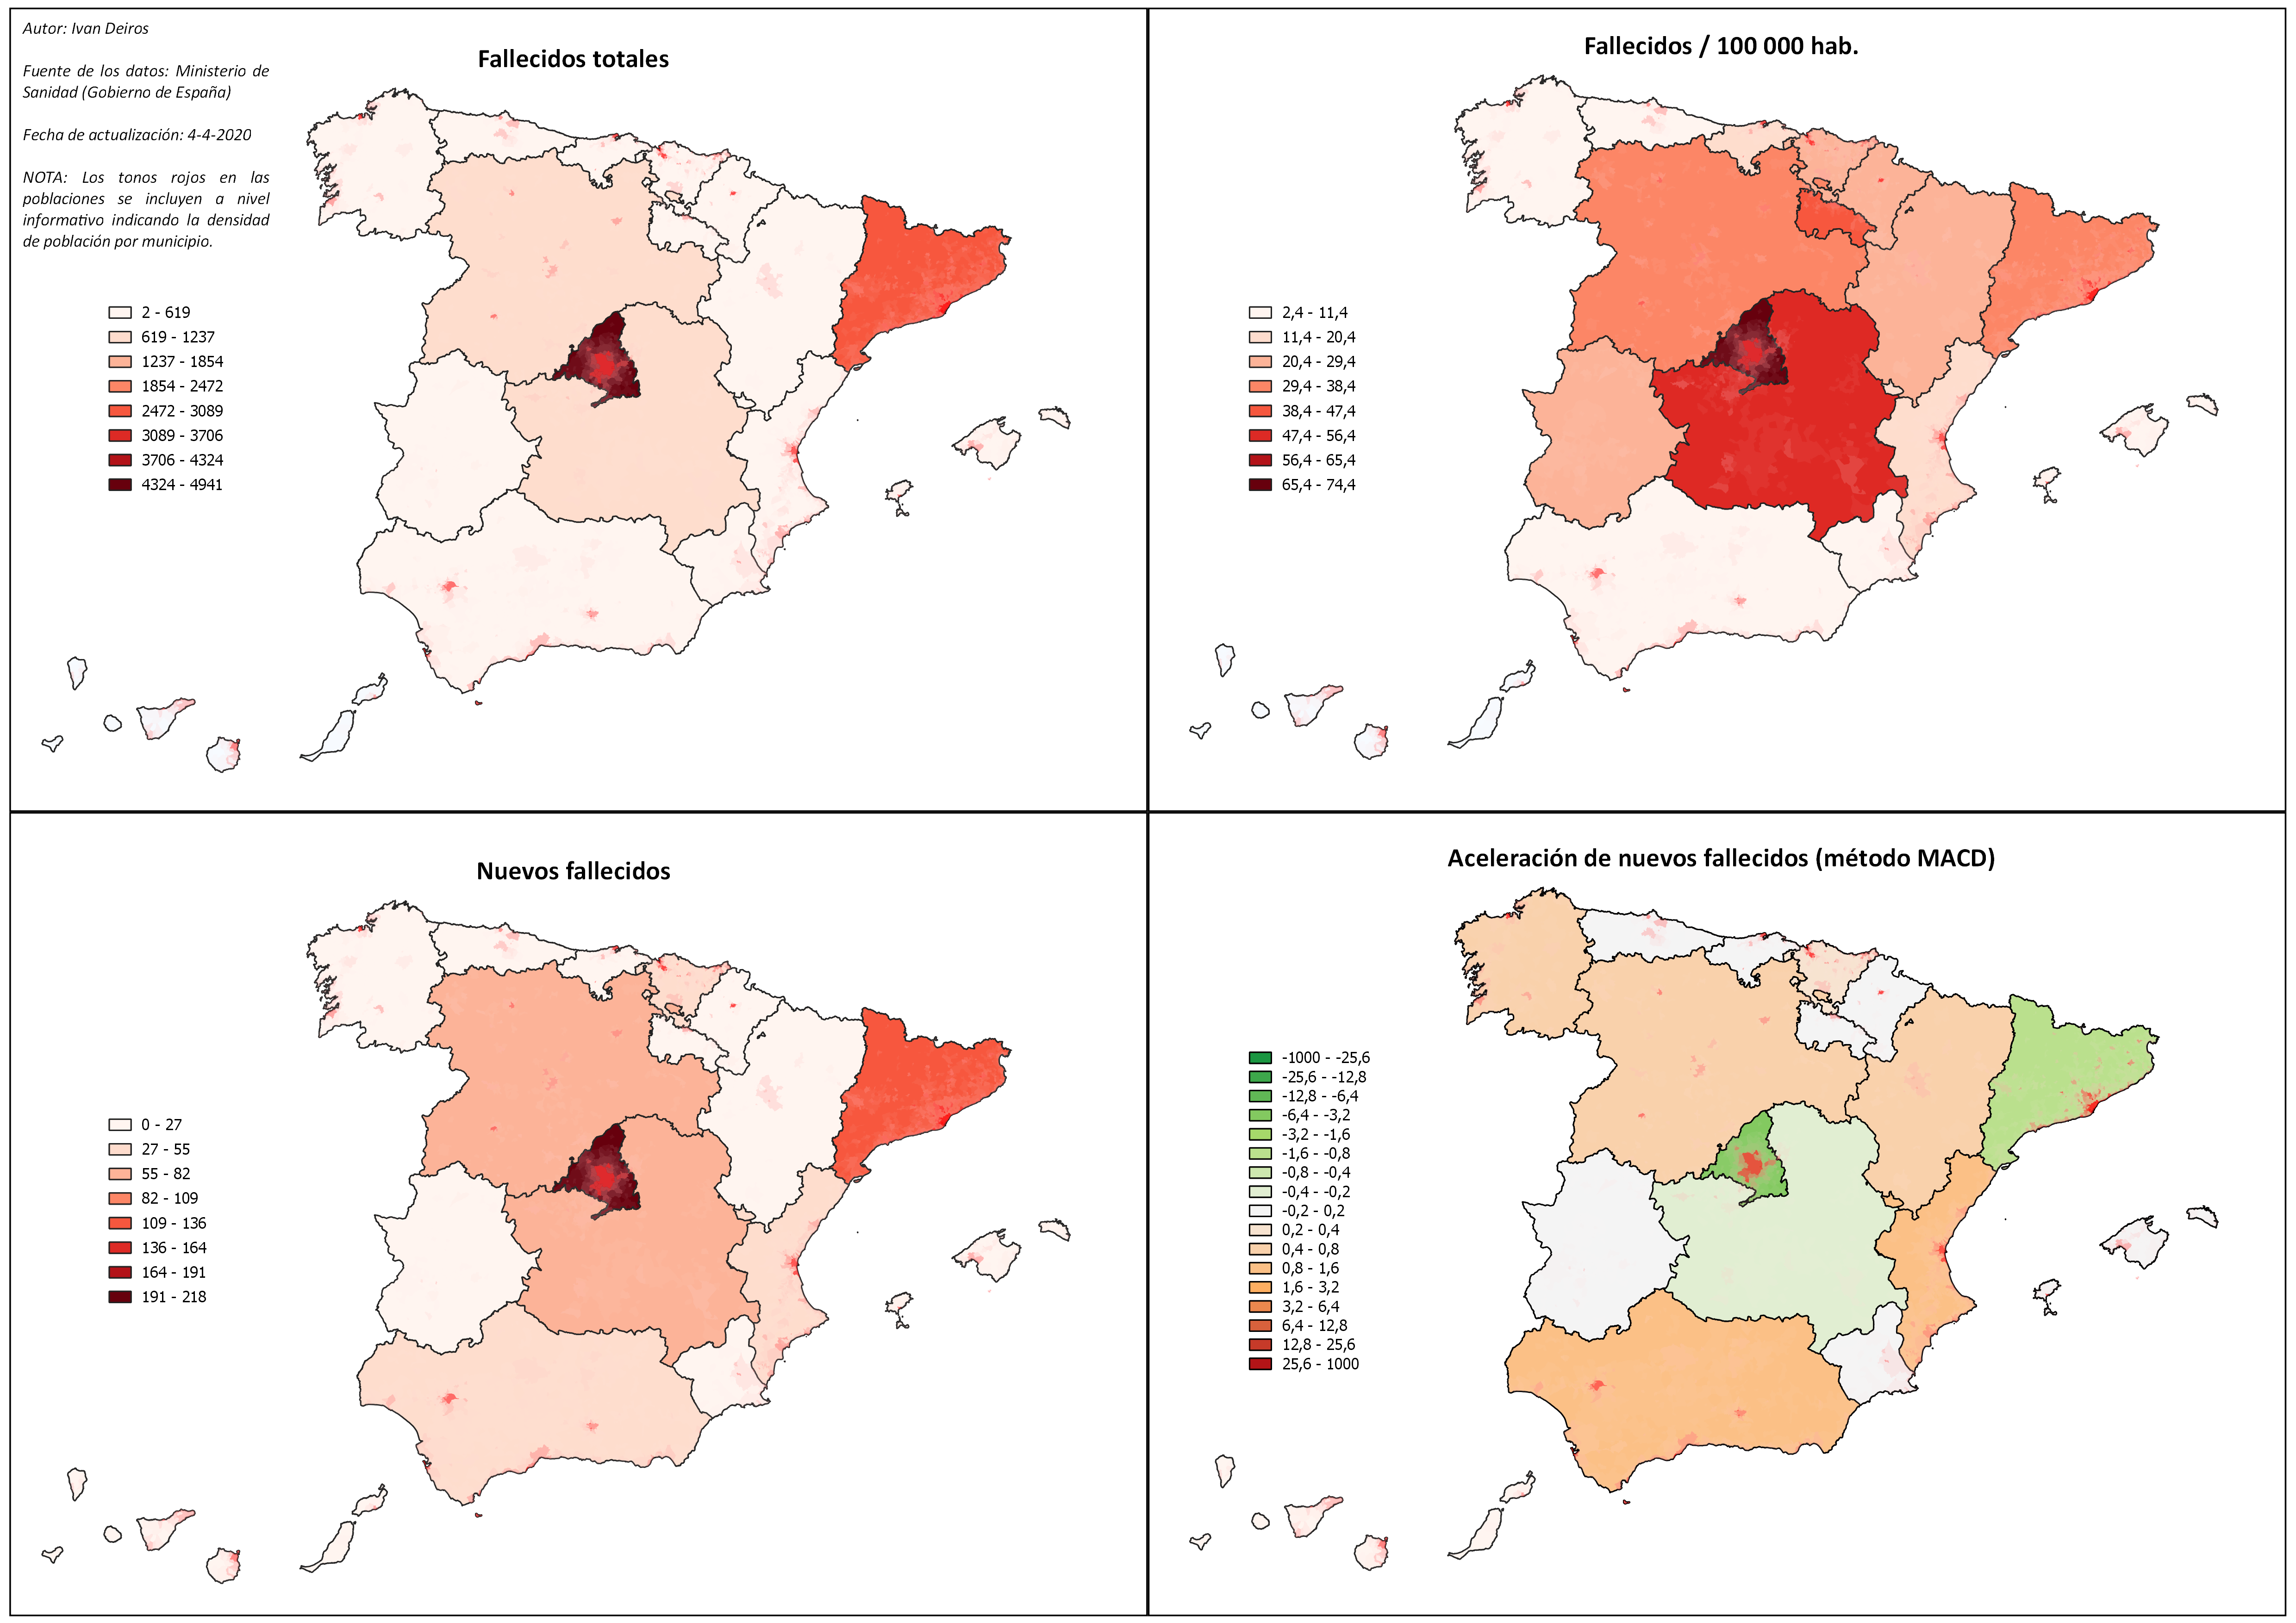 Autor: Ivan Deiros
Fuente de los datos: Ministerio de
Sanidad (Gobierno de España)
Fecha de actualización: 4-4-2020
NOTA: Los tonos rojos en las
poblaciones se incluyen a nivel
informativo indicando la densidad
de población por municipio.
Fallecidos totales
2 - 619
619 - 1237
1237 - 1854
1854 - 2472
2472 - 3089
3089 - 3706
3706 - 4324
4324 - 4941
Fallecidos / 100 000 hab.
2,4 - 11,4
11,4 - 20,4
20,4 - 29,4
29,4 - 38,4
38,4 - 47,4
47,4 - 56,4
56,4 - 65,4
65,4 - 74,4
Nuevos fallecidos
0 - 27
27 - 55
55 - 82
82 - 109
109 - 136
136 - 164
164 - 191
191 - 218
Aceleración de nuevos fallecidos (método MACD)
-1000 - -25,6
-25,6 - -12,8
-12,8 - -6,4
-6,4 - -3,2
-3,2 - -1,6
-1,6 - -0,8
-0,8 - -0,4
-0,4 - -0,2
-0,2 - 0,2
0,2 - 0,4
0,4 - 0,8
0,8 - 1,6
1,6 - 3,2
3,2 - 6,4
6,4 - 12,8
12,8 - 25,6
25,6 - 1000